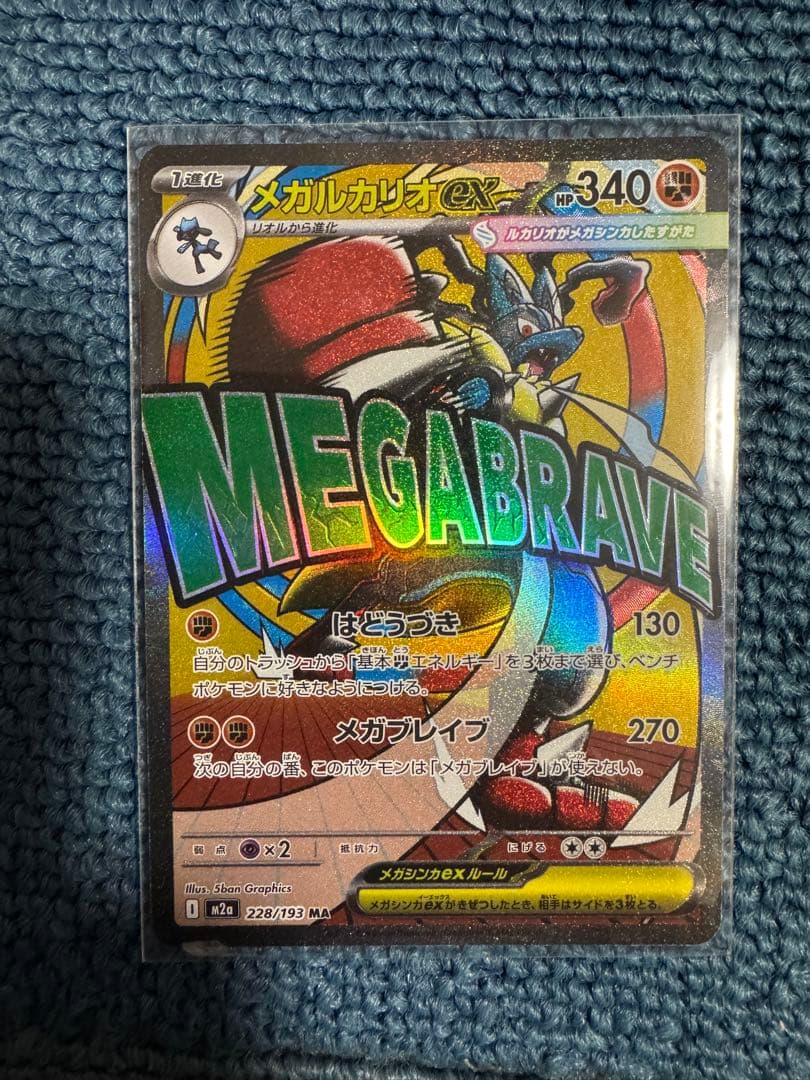 1進化
メガルカリオex
HP340
リオルから進化
ルカリオがメガシンカしたすがた
MEGABRAVE
はどうづき 130
自分のトラッシュから「基本エネルギー」を3枚まで選び、ベンチ
ポケモンに好きなようにつける。
メガブレイブ 270
次の自分の番、このポケモンは「メガブレイブ」が使えない。
弱点 ×2 抵抗力 にげる
Illus. 5ban Graphics
メガシンカexルール
I m2a 228/193 MA
メガシンカexがきぜつしたとき、相手はサイドを3枚とる。